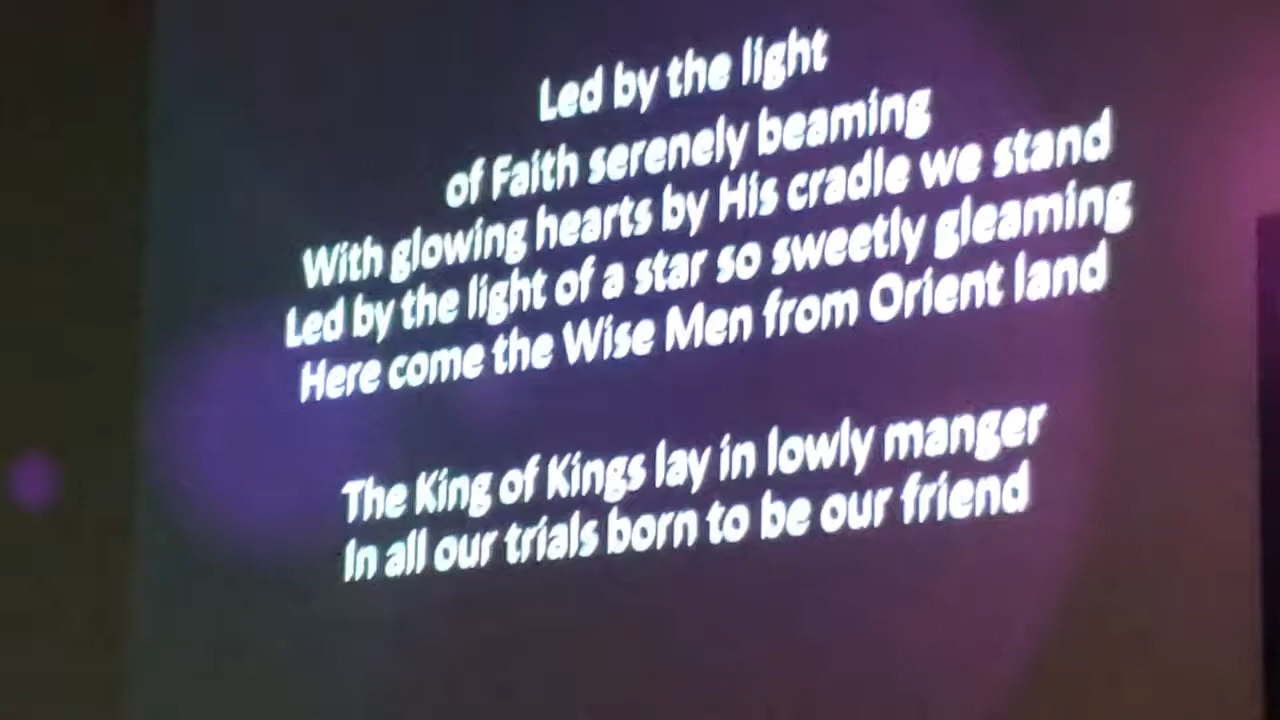 Led by the light
of Faith serenely beaming
With glowing hearts by His cradle we stand
Led by the light of a star so sweetly gleaming
Here come the Wise Men from Orient land
The King of Kings lay in lowly manger
In all our trials born to be our friend